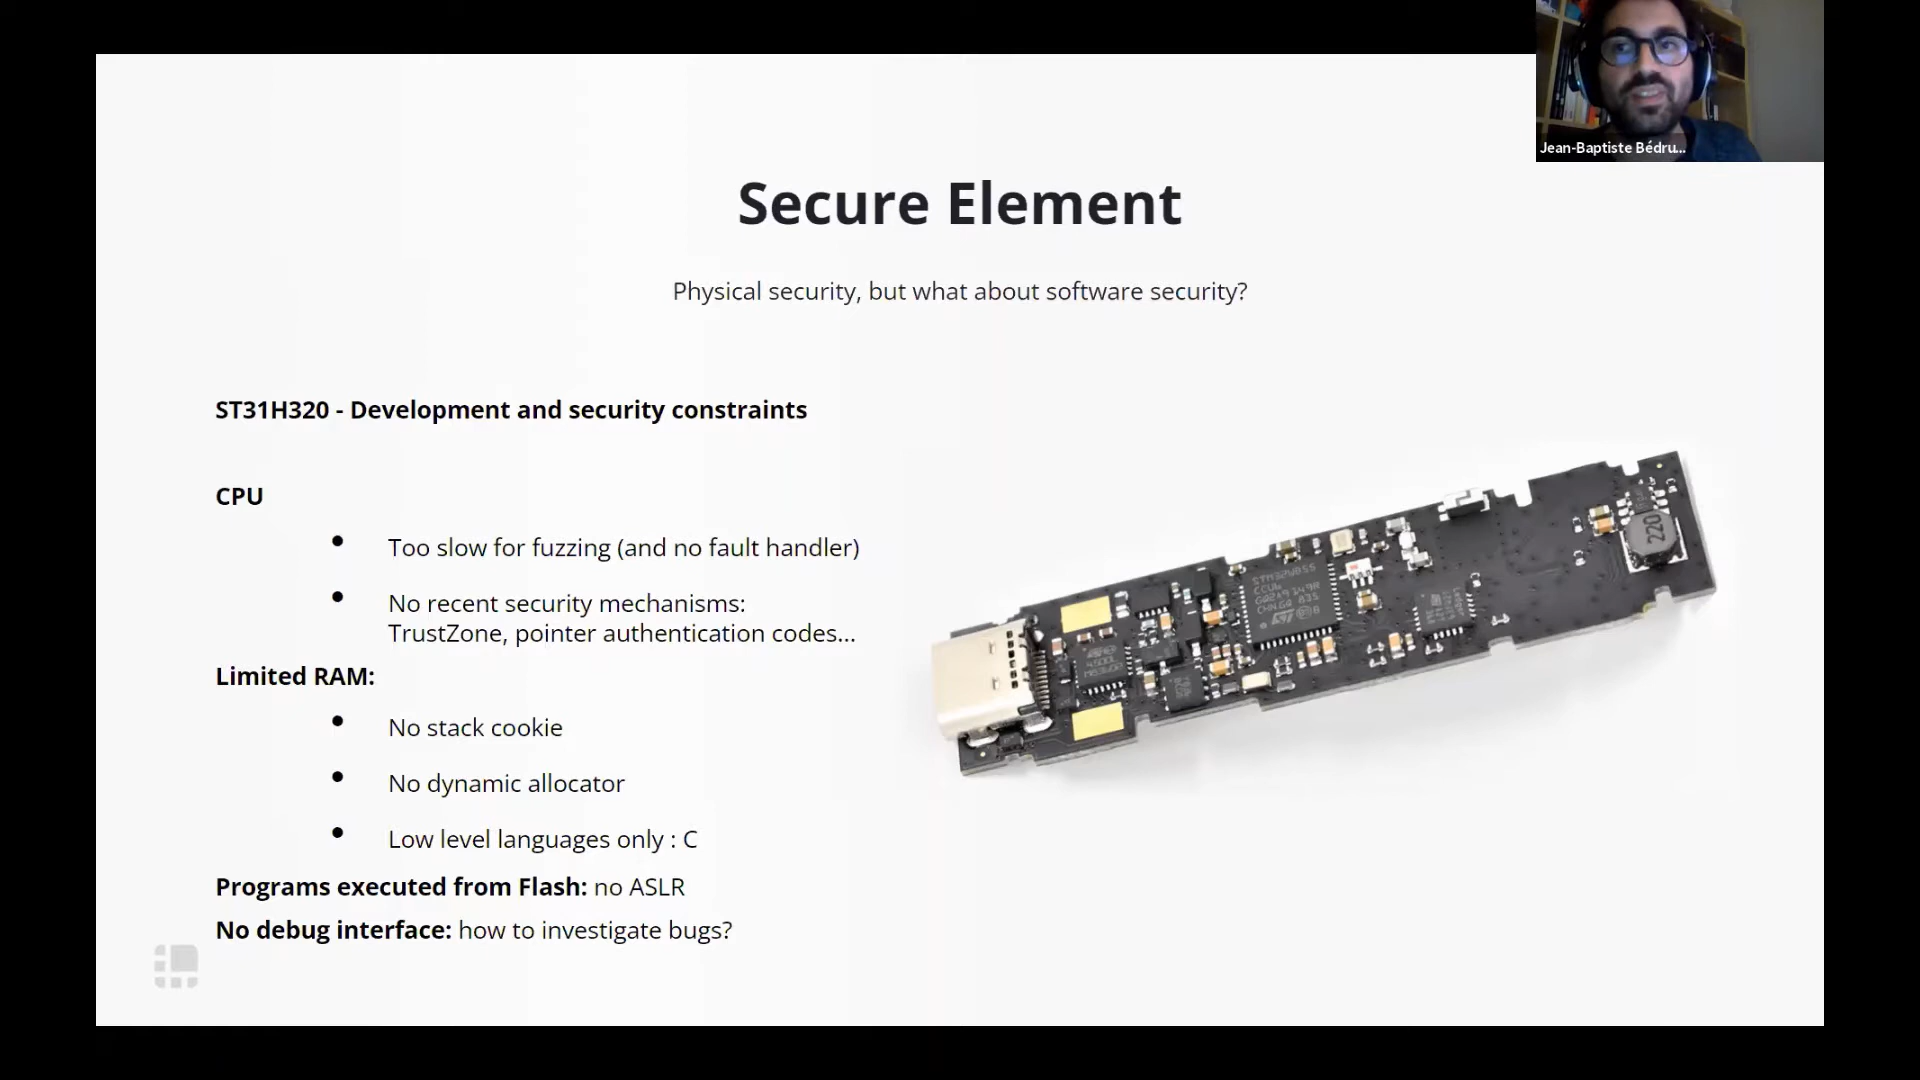 Jean-Baptiste Bédru...
Secure Element
Physical security, but what about software security?
ST31H320 - Development and security constraints
CPU
• Too slow for fuzzing (and no fault handler)
• No recent security mechanisms:
TrustZone, pointer authentication codes...
Limited RAM:
• No stack cookie
• No dynamic allocator
• Low level languages only : C
Programs executed from Flash: no ASLR
No debug interface: how to investigate bugs?
220